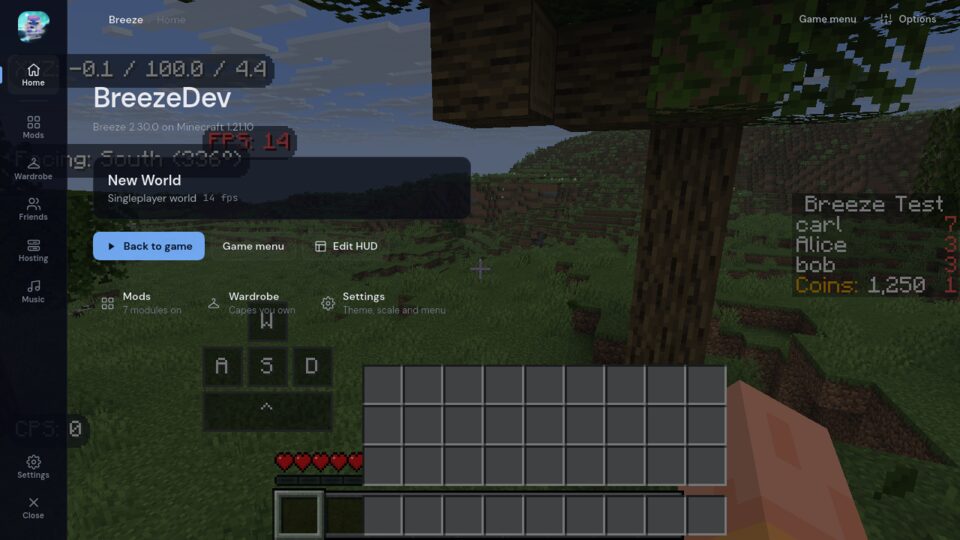 Breeze Home
Game menu
Options
XYZ: -0.1 / 100.0 / 4.4
Home
BreezeDev
Breeze 2.30.0 on Minecraft 1.21.10
FPS: 14
Mods
Facing: South (336°)
Wardrobe
New World
Singleplayer world 14 fps
Friends
Breeze Test
carl 7
Alice 3
bob 3
Coins: 1,250 1
Back to game
Game menu
Edit HUD
Hosting
Music
Mods
7 modules on
Wardrobe
Capes you own
Settings
Theme, scale and menu
W
A S D
^
CPS: 0
Settings
Close